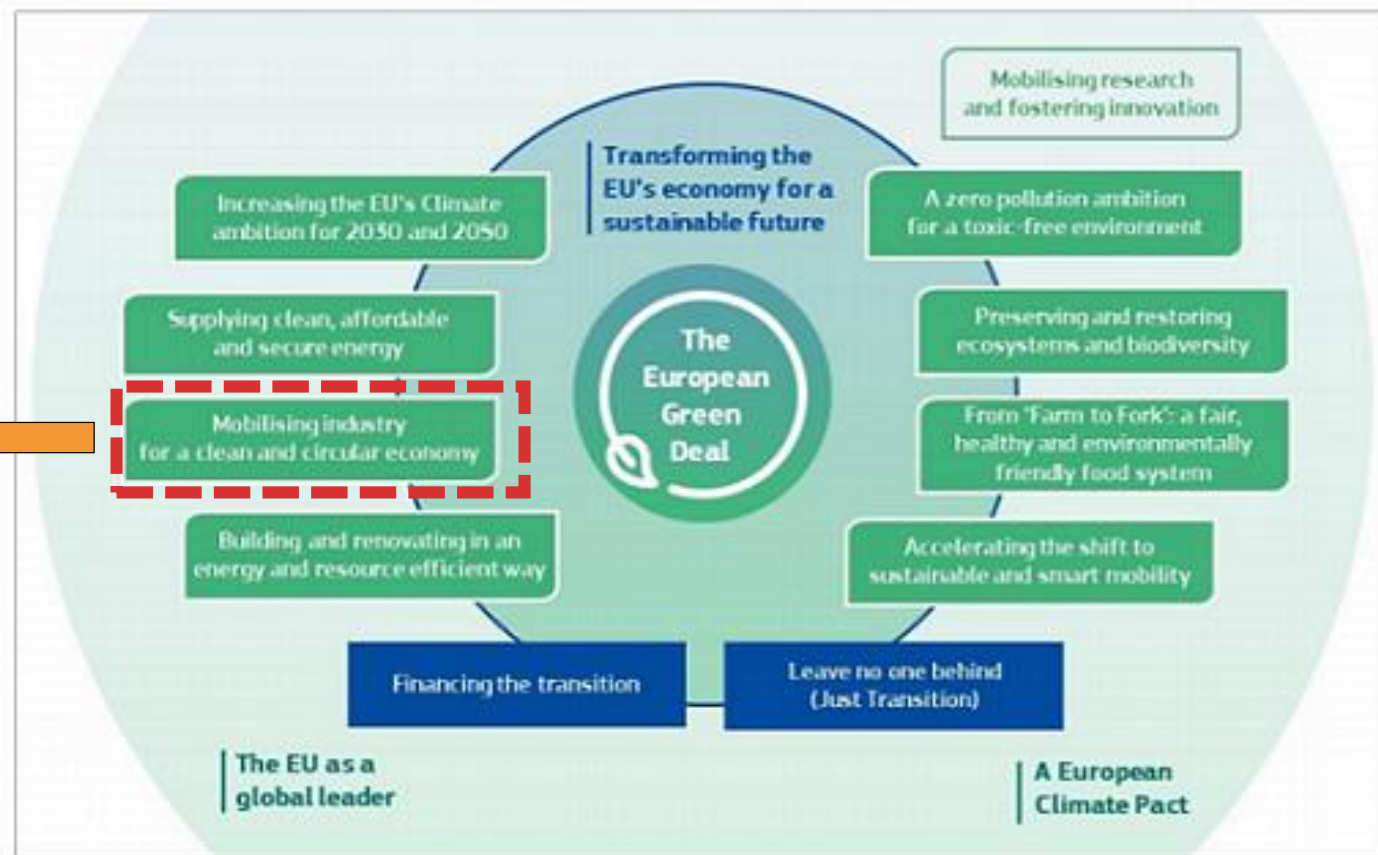 Mobilising research
and fostering innovation
Transforming the
EU's economy for a
sustainable future
Increasing the EU's Climate
ambition for 2030 and 2050
A zero pollution ambition
for a toxic-free environment
Supplying clean, affordable
and secure energy
The
European
Green
Deal
Preserving and restoring
ecosystems and biodiversity
Mobilising industry
for a clean and circular economy
From 'Farm to Fork': a fair,
healthy and environmentally
friendly food system
Building and renovating in an
energy and resource efficient way
Accelerating the shift to
sustainable and smart mobility
Financing the transition
Leave no one behind
(Just Transition)
The EU as a
global leader
A European
Climate Pact